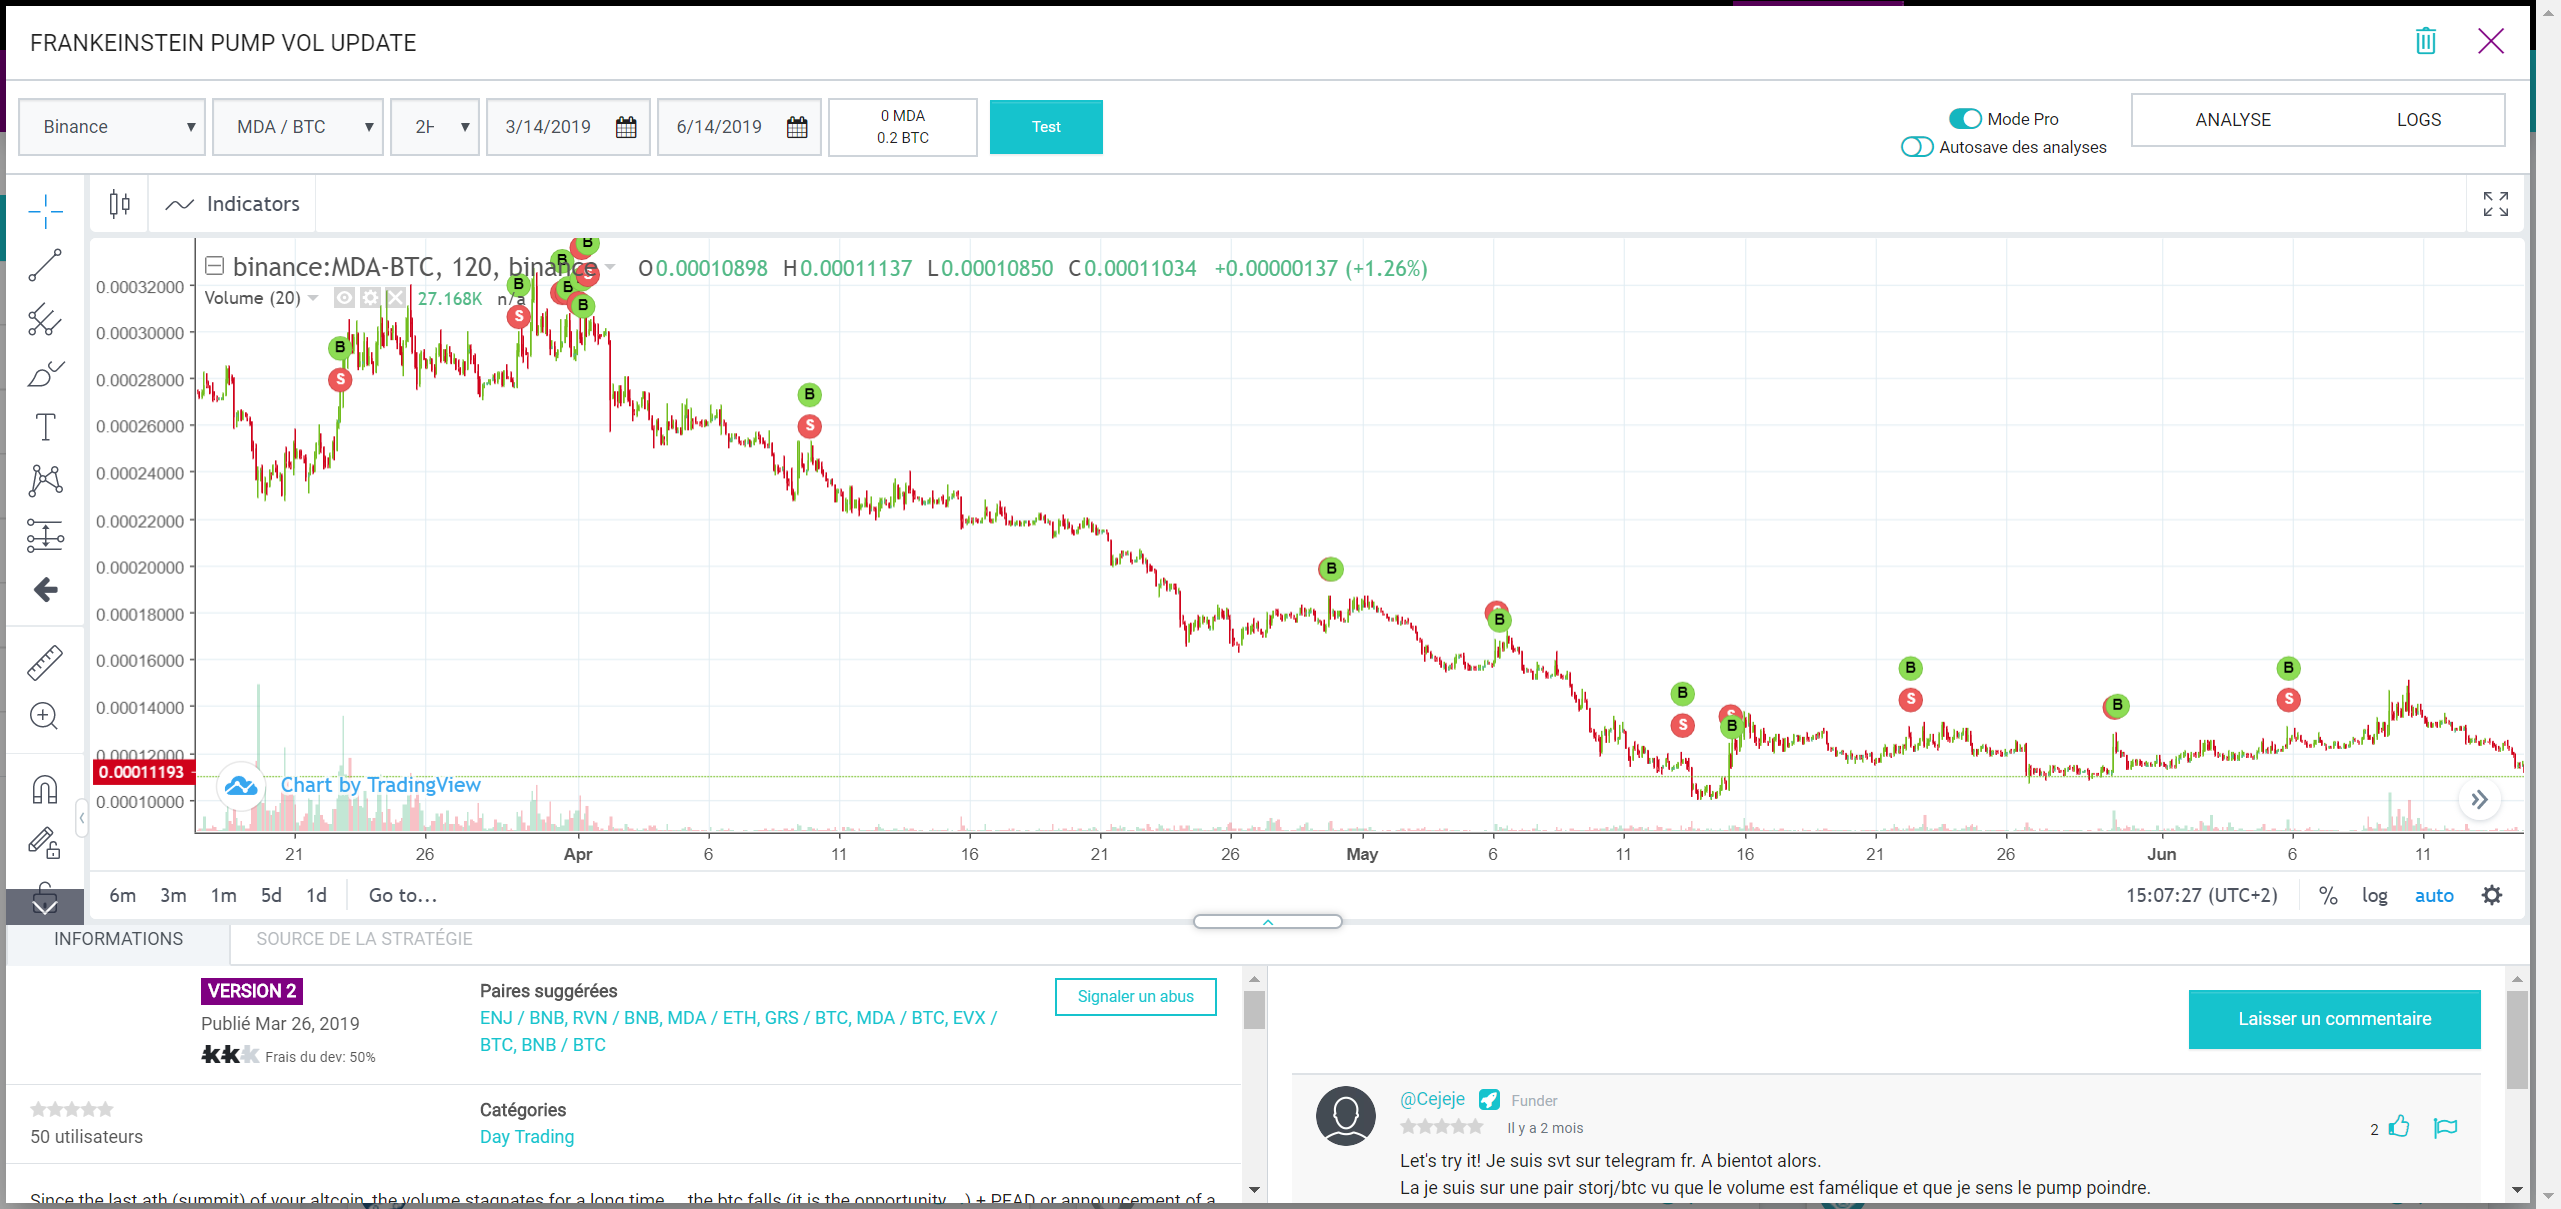 FRANKEINSTEIN PUMP VOL UPDATE
Binance
MDA / BTC
3/14/2019
6/14/2019
0 MDA
0.2 BTC
Test
Mode Pro
Autosave des analyses
ANALYSE
LOGS
Indicators
binance:MDA-BTC, 120, binance
O0.00010898 H0.00011137 L0.00010850 C0.00011034 +0.00000137 (+1.26%)
Volume (20) 27.168K n/a
0.00032000
0.00030000
0.00028000
0.00026000
0.00024000
0.00022000
0.00020000
0.00018000
0.00016000
0.00014000
0.00012000
0.00011193
0.00010000
B
S
B
S
B
S
B
S
B
B
B
S
B
B
B
S
B
B
S
B
B
S
Chart by TradingView
21 26 Apr 6 11 16 21 26 May 6 11 16 21 26 Jun 6 11
6m 3m 1m 5d 1d Go to...
15:07:27 (UTC+2) % log auto
INFORMATIONS
SOURCE DE LA STRATÉGIE
VERSION 2
Publié Mar 26, 2019
Frais du dev: 50%
Paires suggérées
ENJ / BNB, RVN / BNB, MDA / ETH, GRS / BTC, MDA / BTC, EVX /
BTC, BNB / BTC
Signaler un abus
50 utilisateurs
Catégories
Day Trading
Since the last ath (summit) of your altcoin, the volume stagnates for a long time ... the btc falls (it is the opportunity ...) + PEAD or announcement of a
Laisser un commentaire
@Cejeje Funder
Il y a 2 mois
2
Let's try it! Je suis svt sur telegram fr. A bientot alors.
La je suis sur une pair storj/btc vu que le volume est famélique et que je sens le pump poindre.